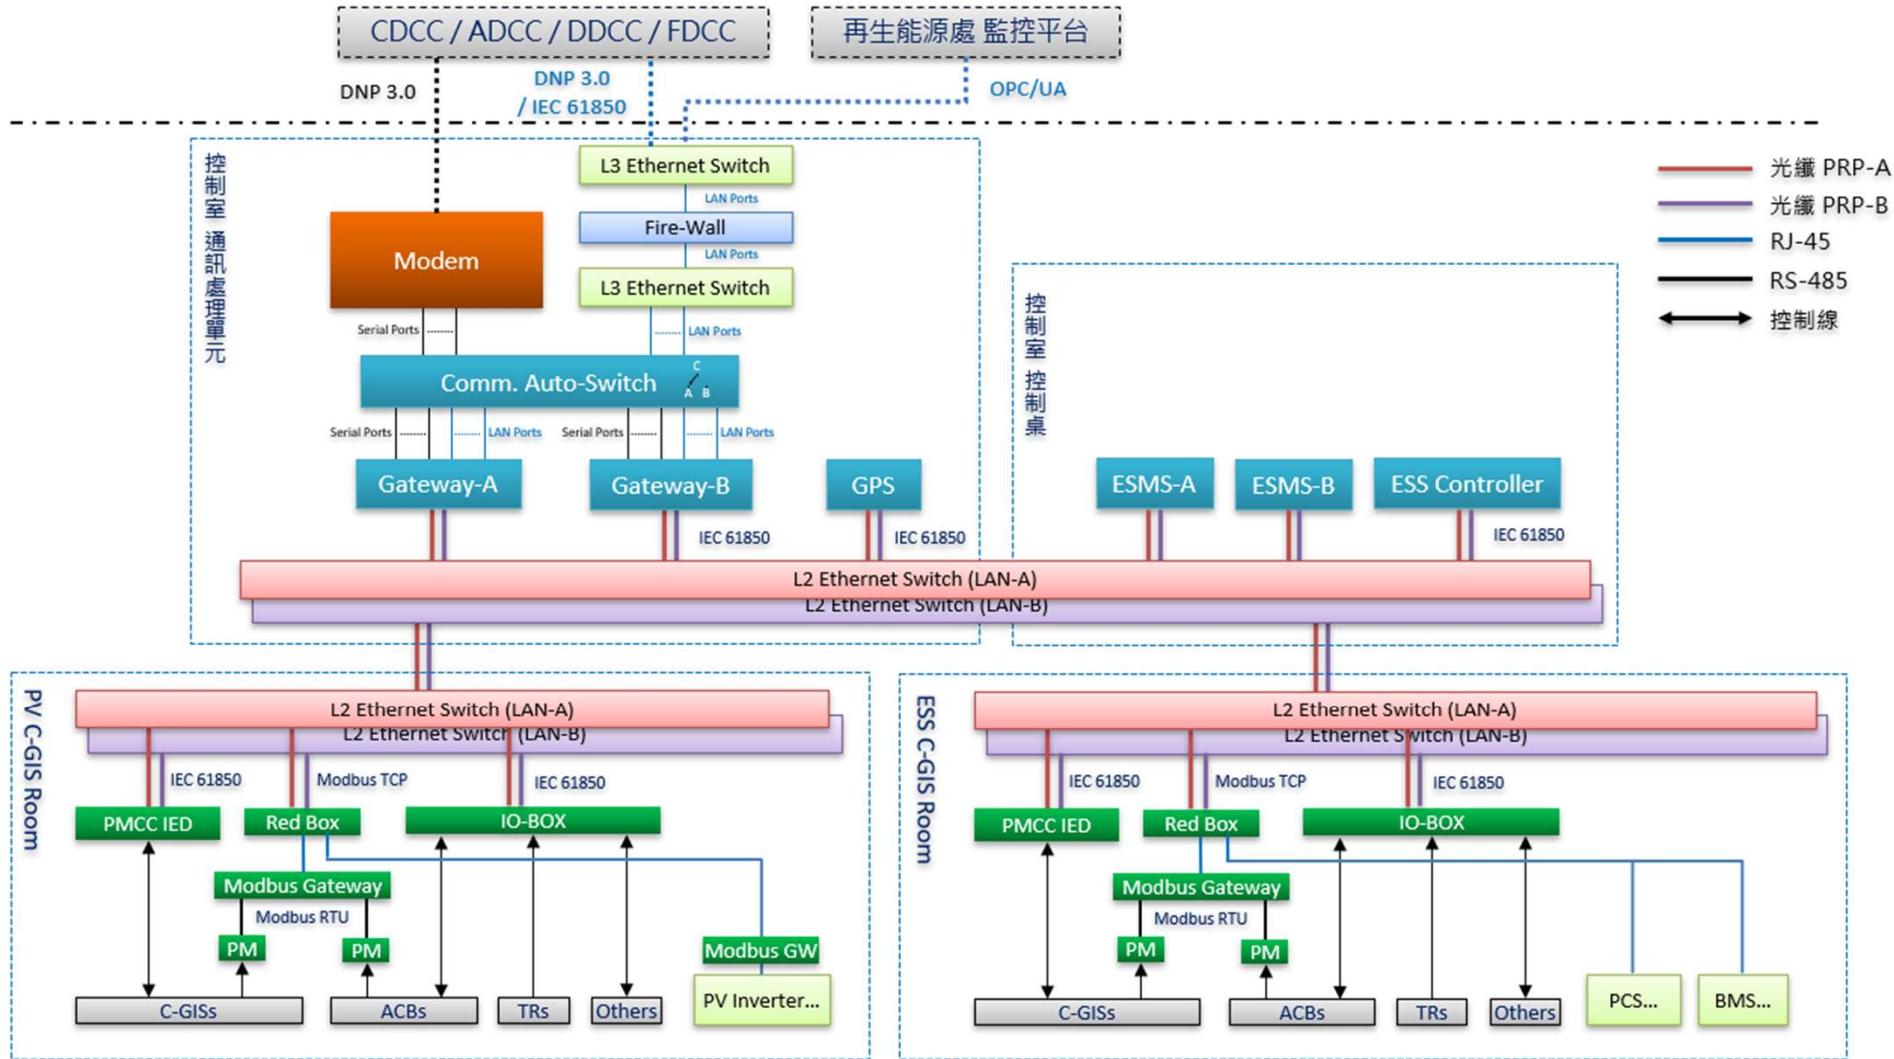 CDCC / ADCC / DDCC / FDCC
再生能源處 監控平台
DNP 3.0
DNP 3.0
/ IEC 61850
OPC/UA
控制室 通訊處理單元
L3 Ethernet Switch
LAN Ports
Fire-Wall
LAN Ports
L3 Ethernet Switch
Modem
Serial Ports
LAN Ports
Comm. Auto-Switch
C
A B
Serial Ports
LAN Ports
Serial Ports
LAN Ports
Gateway-A
Gateway-B
GPS
IEC 61850
IEC 61850
控制室 控制桌
ESMS-A
ESMS-B
ESS Controller
IEC 61850
光纖 PRP-A
光纖 PRP-B
RJ-45
RS-485
控制線
L2 Ethernet Switch (LAN-A)
L2 Ethernet Switch (LAN-B)
PV C-GIS Room
L2 Ethernet Switch (LAN-A)
L2 Ethernet Switch (LAN-B)
IEC 61850
Modbus TCP
IEC 61850
PMCC IED
Red Box
IO-BOX
Modbus Gateway
Modbus RTU
PM
PM
Modbus GW
C-GISs
ACBs
TRs
Others
PV Inverter...
ESS C-GIS Room
L2 Ethernet Switch (LAN-A)
L2 Ethernet Switch (LAN-B)
IEC 61850
Modbus TCP
IEC 61850
PMCC IED
Red Box
IO-BOX
Modbus Gateway
Modbus RTU
PM
PM
C-GISs
ACBs
TRs
Others
PCS...
BMS...